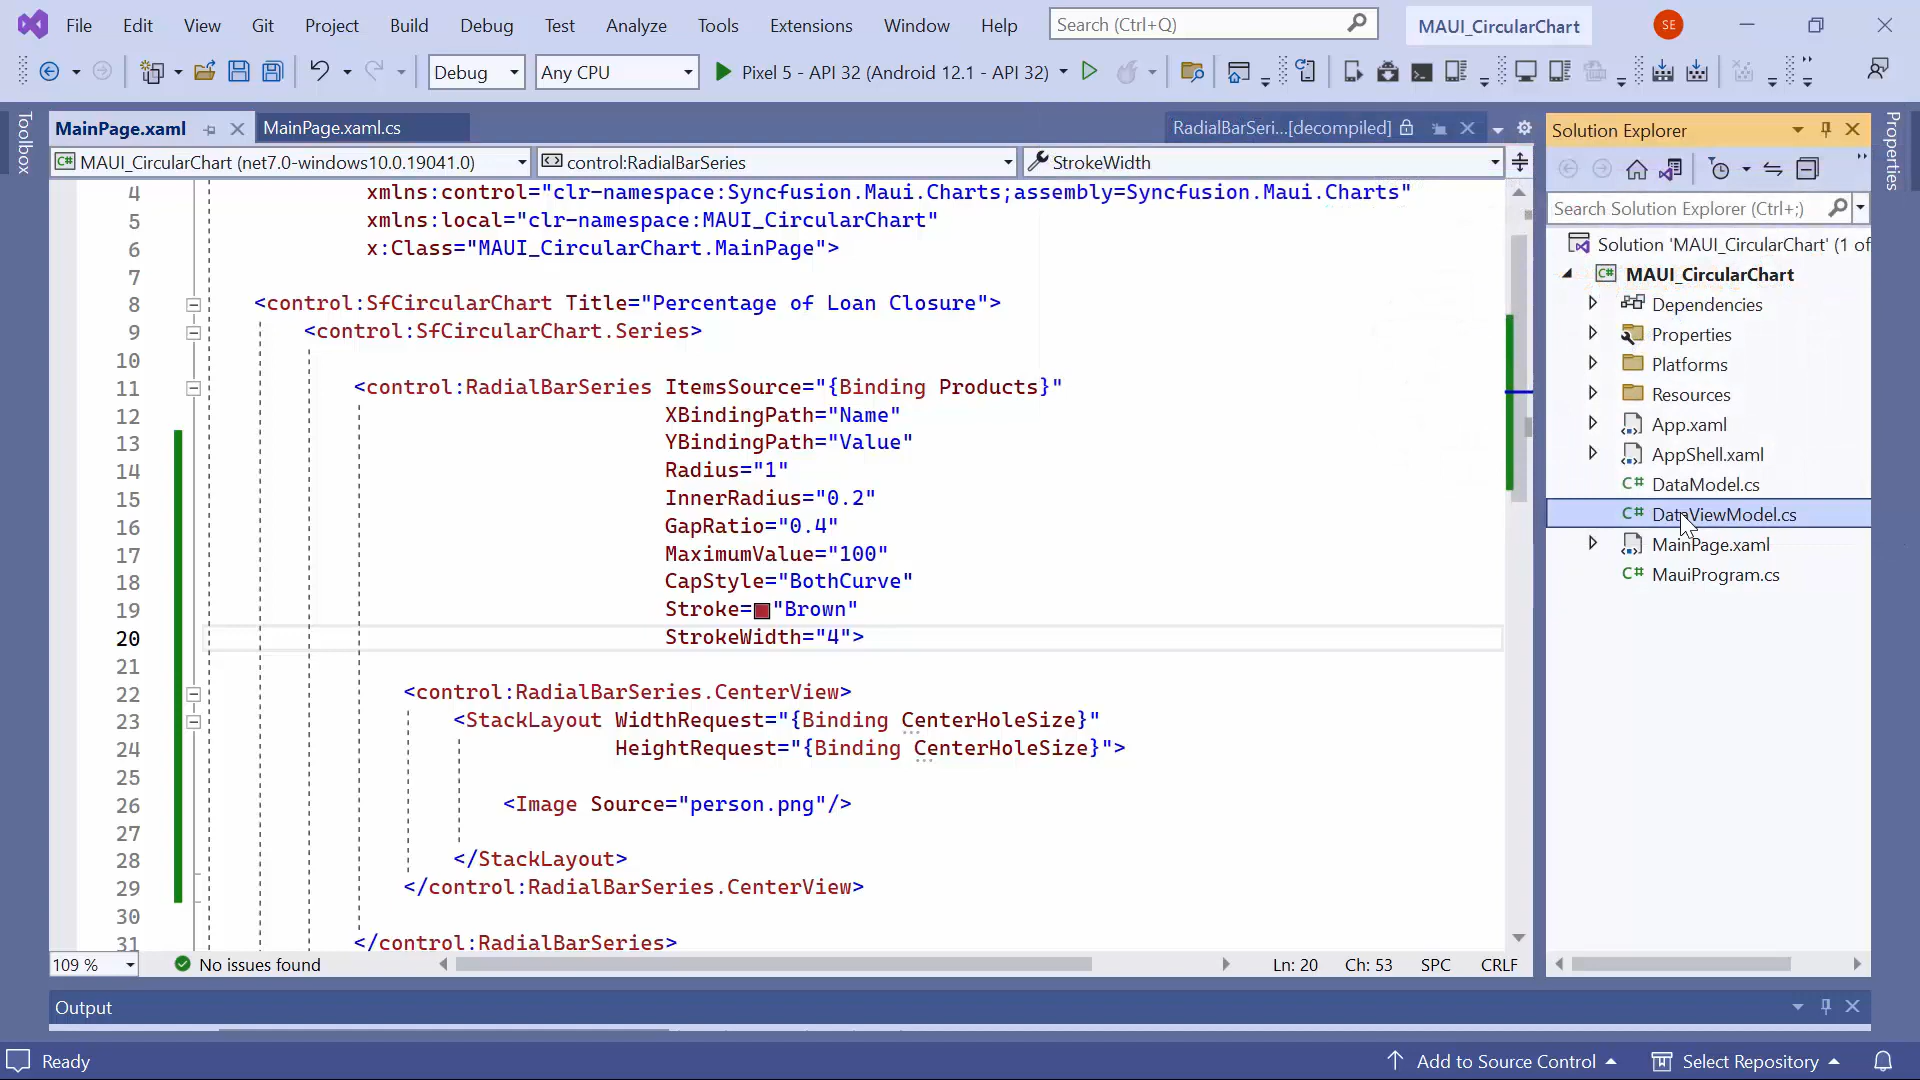 File Edit View Git Project Build Debug Test Analyze Tools Extensions Window Help Search (Ctrl+Q) MAUI_CircularChart SE
Debug Any CPU Pixel 5 - API 32 (Android 12.1 - API 32)
Toolbox
MainPage.xaml MainPage.xaml.cs RadialBarSeri...[decompiled]
MAUI_CircularChart (net7.0-windows10.0.19041.0) control:RadialBarSeries StrokeWidth
4 xmlns:control="clr-namespace:Syncfusion.Maui.Charts;assembly=Syncfusion.Maui.Charts"
5 xmlns:local="clr-namespace:MAUI_CircularChart"
6 x:Class="MAUI_CircularChart.MainPage">
7
8 <control:SfCircularChart Title="Percentage of Loan Closure">
9 <control:SfCircularChart.Series>
10
11 <control:RadialBarSeries ItemsSource="{Binding Products}"
12 XBindingPath="Name"
13 YBindingPath="Value"
14 Radius="1"
15 InnerRadius="0.2"
16 GapRatio="0.4"
17 MaximumValue="100"
18 CapStyle="BothCurve"
19 Stroke="Brown"
20 StrokeWidth="4">
21
22 <control:RadialBarSeries.CenterView>
23 <StackLayout WidthRequest="{Binding CenterHoleSize}"
24 HeightRequest="{Binding CenterHoleSize}">
25
26 <Image Source="person.png"/>
27
28 </StackLayout>
29 </control:RadialBarSeries.CenterView>
30
31 </control:RadialBarSeries>
109 % No issues found Ln: 20 Ch: 53 SPC CRLF
Solution Explorer
Search Solution Explorer (Ctrl+;)
Solution 'MAUI_CircularChart' (1 of
MAUI_CircularChart
Dependencies
Properties
Platforms
Resources
App.xaml
AppShell.xaml
DataModel.cs
DataViewModel.cs
MainPage.xaml
MauiProgram.cs
Properties
Output
Ready Add to Source Control Select Repository